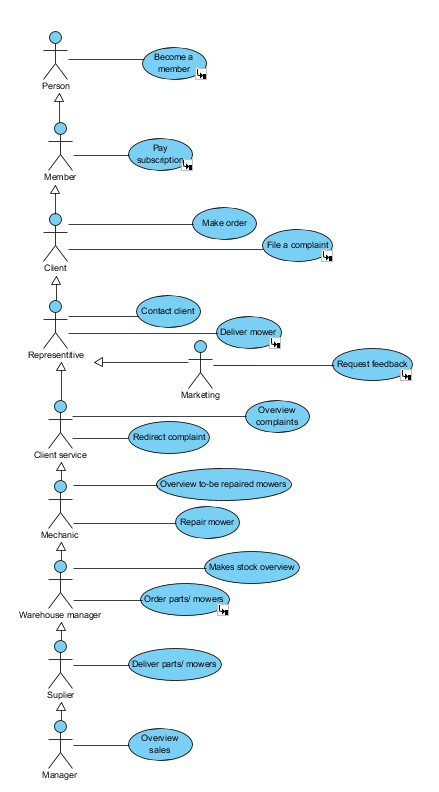 Become a
member
Person
Pay
subscription
Member
Make order
File a complaint
Client
Contact client
Deliver mower
Representitive
Request feedback
Marketing
Overview
complaints
Redirect complaint
Client service
Overview to-be repaired mowers
Repair mower
Mechanic
Makes stock overview
Order parts/ mowers
Warehouse manager
Deliver parts/ mowers
Suplier
Overview
sales
Manager